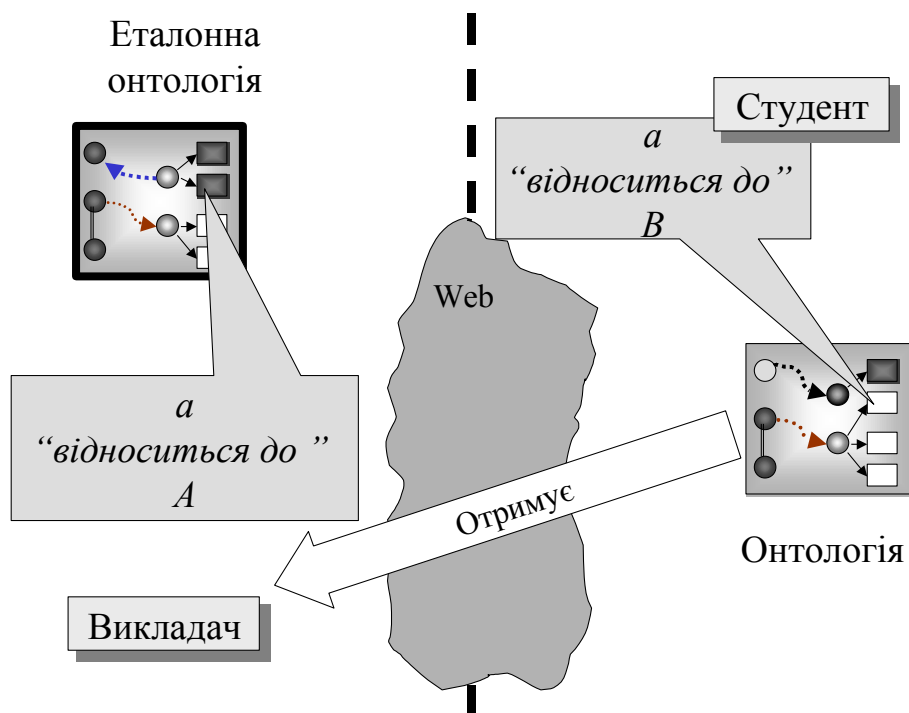 Еталонна
онтологія
Студент
a
“відноситься до”
B
Web
a
“відноситься до ”
A
Отримує
Онтологія
Викладач